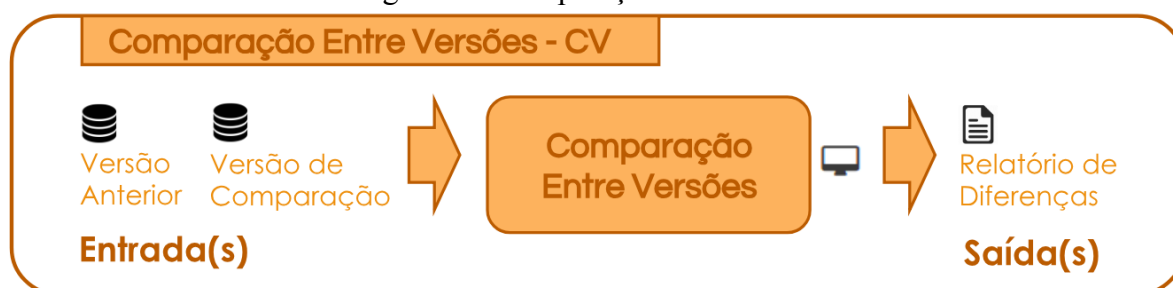 Comparação Entre Versões - CV
Versão
Anterior
Versão de
Comparação
Entrada(s)
Comparação
Entre Versões
Relatório de
Diferenças
Saída(s)